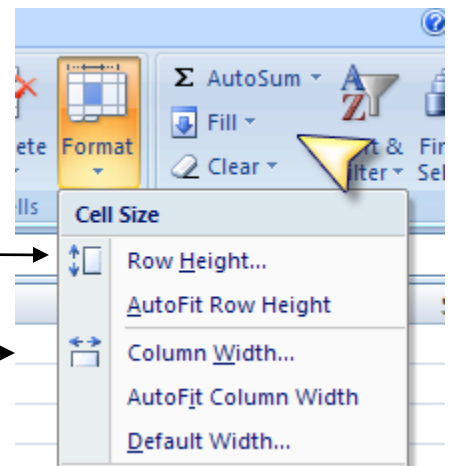 Σ AutoSum
Format
Fill
Clear
Cell Size
Row Height...
AutoFit Row Height
Column Width...
AutoFit Column Width
Default Width...